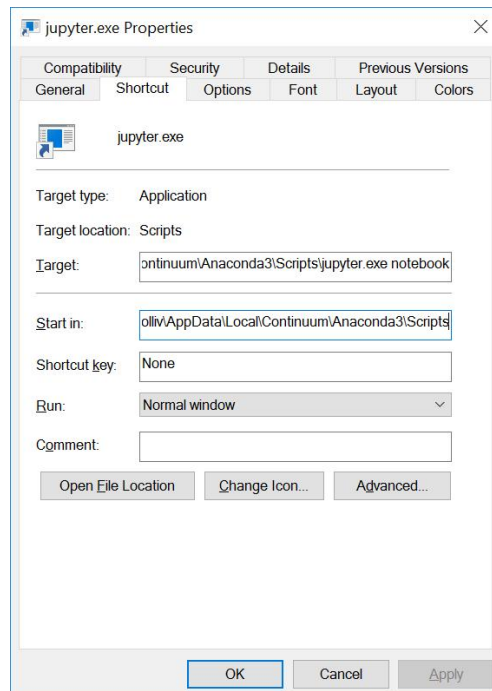 jupyter.exe Properties
Compatibility Security Details Previous Versions
General Shortcut Options Font Layout Colors
jupyter.exe
Target type: Application
Target location: Scripts
Target: ontinuum\Anaconda3\Scripts\jupyter.exe notebook
Start in: olliv\AppData\Local\Continuum\Anaconda3\Scripts
Shortcut key: None
Run: Normal window
Comment:
Open File Location Change Icon... Advanced...
OK Cancel Apply